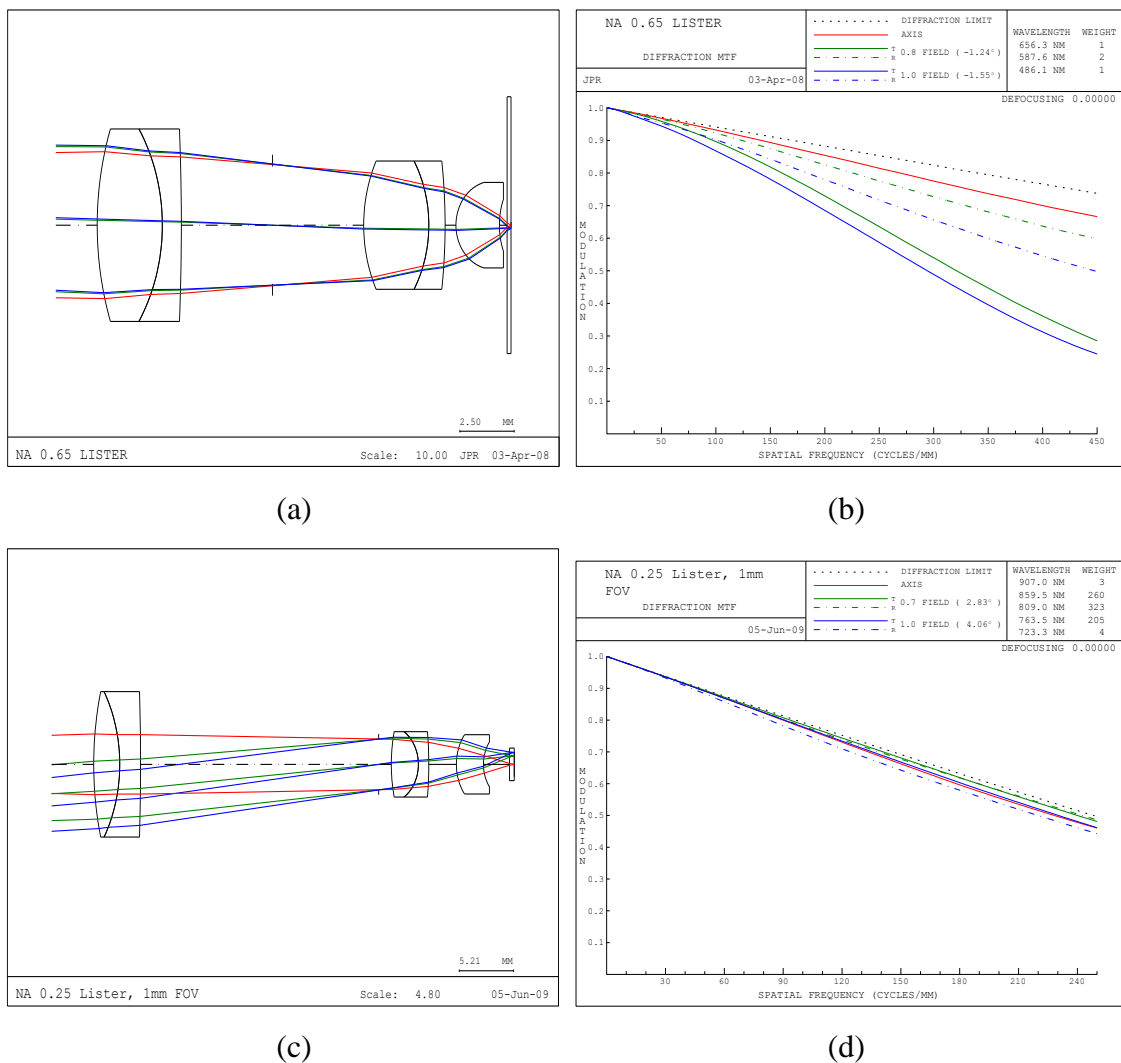 2.50 MM
NA 0.65 LISTER Scale: 10.00 JPR 03-Apr-08
(a)
NA 0.65 LISTER
DIFFRACTION MTF
JPR 03-Apr-08
DIFFRACTION LIMIT
AXIS
T
0.8 FIELD ( -1.24°)
R
T
1.0 FIELD ( -1.55°)
R
WAVELENGTH WEIGHT
656.3 NM 1
587.6 NM 2
486.1 NM 1
DEFOCUSING 0.00000
1.0
0.9
0.8
0.7
0.6
0.5
0.4
0.3
0.2
0.1
MODULATION
50 100 150 200 250 300 350 400 450
SPATIAL FREQUENCY (CYCLES/MM)
(b)
5.21 MM
NA 0.25 Lister, 1mm FOV Scale: 4.80 05-Jun-09
(c)
NA 0.25 Lister, 1mm
FOV
DIFFRACTION MTF
05-Jun-09
DIFFRACTION LIMIT
AXIS
T
0.7 FIELD ( 2.83°)
R
T
1.0 FIELD ( 4.06°)
R
WAVELENGTH WEIGHT
907.0 NM 3
859.5 NM 260
809.0 NM 323
763.5 NM 205
723.3 NM 4
DEFOCUSING 0.00000
1.0
0.9
0.8
0.7
0.6
0.5
0.4
0.3
0.2
0.1
MODULATION
30 60 90 120 150 180 210 240
SPATIAL FREQUENCY (CYCLES/MM)
(d)